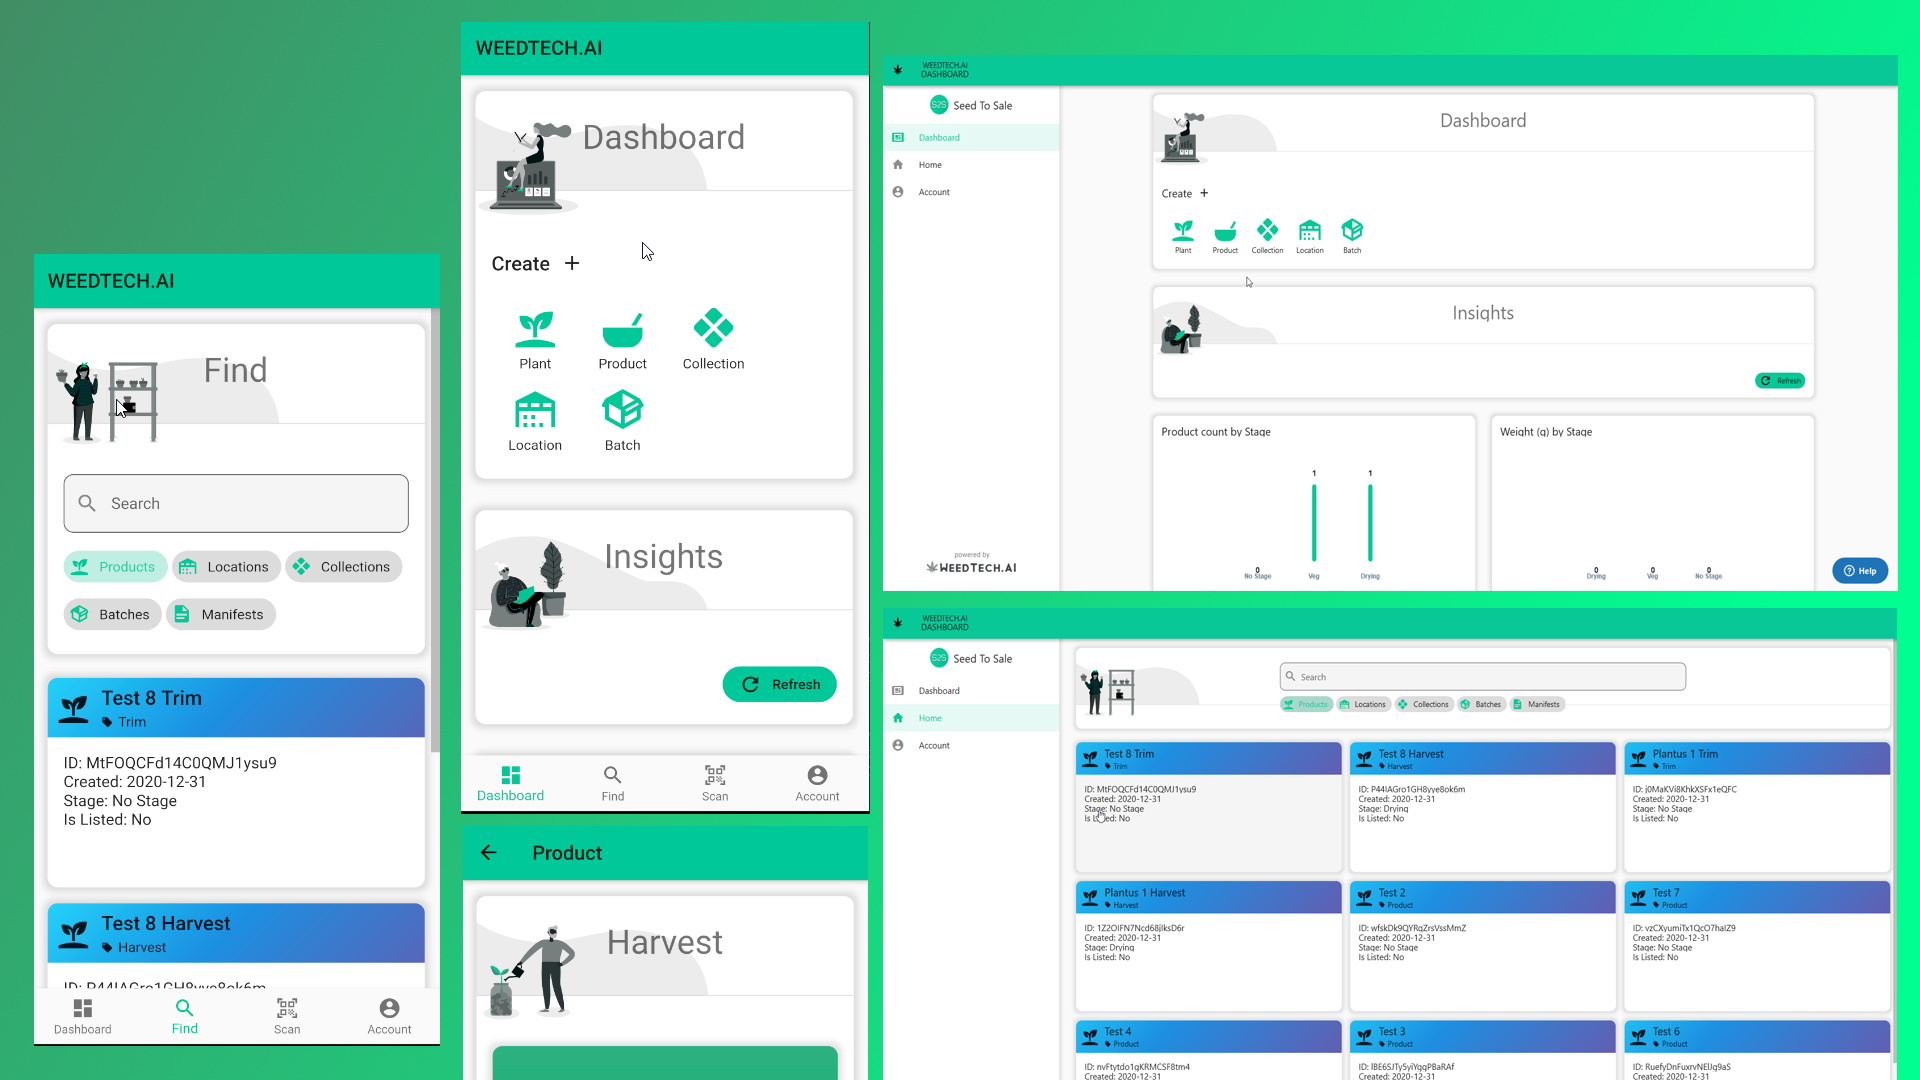 WEEDTECH.AI
Find
Search
Products
Locations
Collections
Batches
Manifests
Test 8 Trim
Trim
ID: MtFOQCFd14C0QMJ1ysu9
Created: 2020-12-31
Stage: No Stage
Is Listed: No
Test 8 Harvest
Harvest
Dashboard
Find
Scan
Account
WEEDTECH.AI
Dashboard
Create +
Plant
Product
Collection
Location
Batch
Insights
Refresh
Dashboard
Find
Scan
Account
Product
Harvest
WEEDTECH.AI
DASHBOARD
S2S
Seed To Sale
Dashboard
Home
Account
powered by
WEEDTECH.AI
Dashboard
Create +
Plant
Product
Collection
Location
Batch
Insights
Refresh
Product count by Stage
1
1
0
No Stage
Veg
Drying
Weight (g) by Stage
0
0
0
Drying
Veg
No Stage
Help
WEEDTECH.AI
DASHBOARD
S2S
Seed To Sale
Dashboard
Home
Account
Search
Products
Locations
Collections
Batches
Manifests
Test 8 Trim
Trim
ID: MtFOQCFd14C0QMJ1ysu9
Created: 2020-12-31
Stage: No Stage
Is Listed: No
Test 8 Harvest
Harvest
ID: P44IAGro1GH8yye8ok6m
Created: 2020-12-31
Stage: Drying
Is Listed: No
Plantus 1 Trim
Trim
ID: j0MaKVi8KhkXSFx1eQFC
Created: 2020-12-31
Stage: No Stage
Is Listed: No
Plantus 1 Harvest
Harvest
ID: 1Z2OIFN7Ncd68jlksD6r
Created: 2020-12-31
Stage: Drying
Is Listed: No
Test 2
Product
ID: wfskDk9QYRqZrsVssMmZ
Created: 2020-12-31
Stage: No Stage
Is Listed: No
Test 7
Product
ID: vzCXyumiTx1QcO7halZ9
Created: 2020-12-31
Stage: No Stage
Is Listed: No
Test 4
Product
ID: nvFtytdo1qKRMCSF8tm4
Created: 2020-12-31
Test 3
Product
ID: lBE6SJTy5yiYqgPBaRAf
Created: 2020-12-31
Test 6
Product
ID: RuefyDnFuxrvNElJq9aS
Created: 2020-12-31